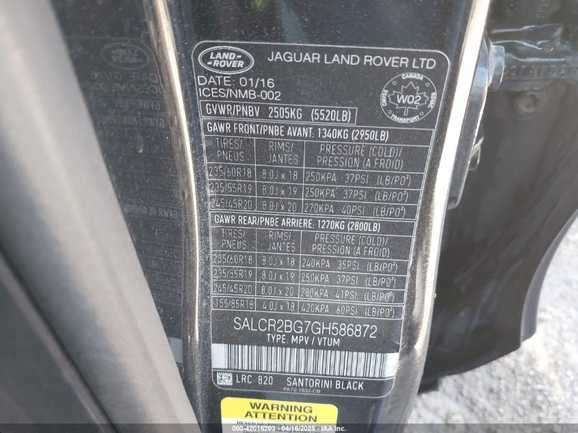 LAND-
ROVER
JAGUAR LAND ROVER LTD
DATE: 01/16
ICES/NMB-002
CANADA
W02
TRANSPORT
GVWR/PNBV 2505KG (5520LB)
GAWR FRONT/PNBE AVANT. 1340KG (2950LB)
TIRES/ PNEUS RIMS/ JANTES PRESSURE (COLD)/ PRESSION (A FROID)
235/60R18 8.0J x 18 250KPA 37PSI (LB/PO²)
235/55R19 8.0J x 19 250KPA 37PSI (LB/PO²)
245/45R20 8.0J x 20 270KPA 40PSI (LB/PO²)
GAWR REAR/PNBE ARRIERE. 1270KG (2800LB)
TIRES/ PNEUS RIMS/ JANTES PRESSURE (COLD)/ PRESSION (A FROID)
235/60R18 8.0J x 18 240KPA 35PSI (LB/PO²)
235/55R19 8.0J x 19 250KPA 37PSI (LB/PO²)
245/45R20 8.0J x 20 280KPA 41PSI (LB/PO²)
155/85R18 4.0J x 18 420KPA 60PSI (LB/PO²)
SALCR2BG7GH586872
TYPE: MPV / VTUM
LRC 820 SANTORINI BLACK
WARNING